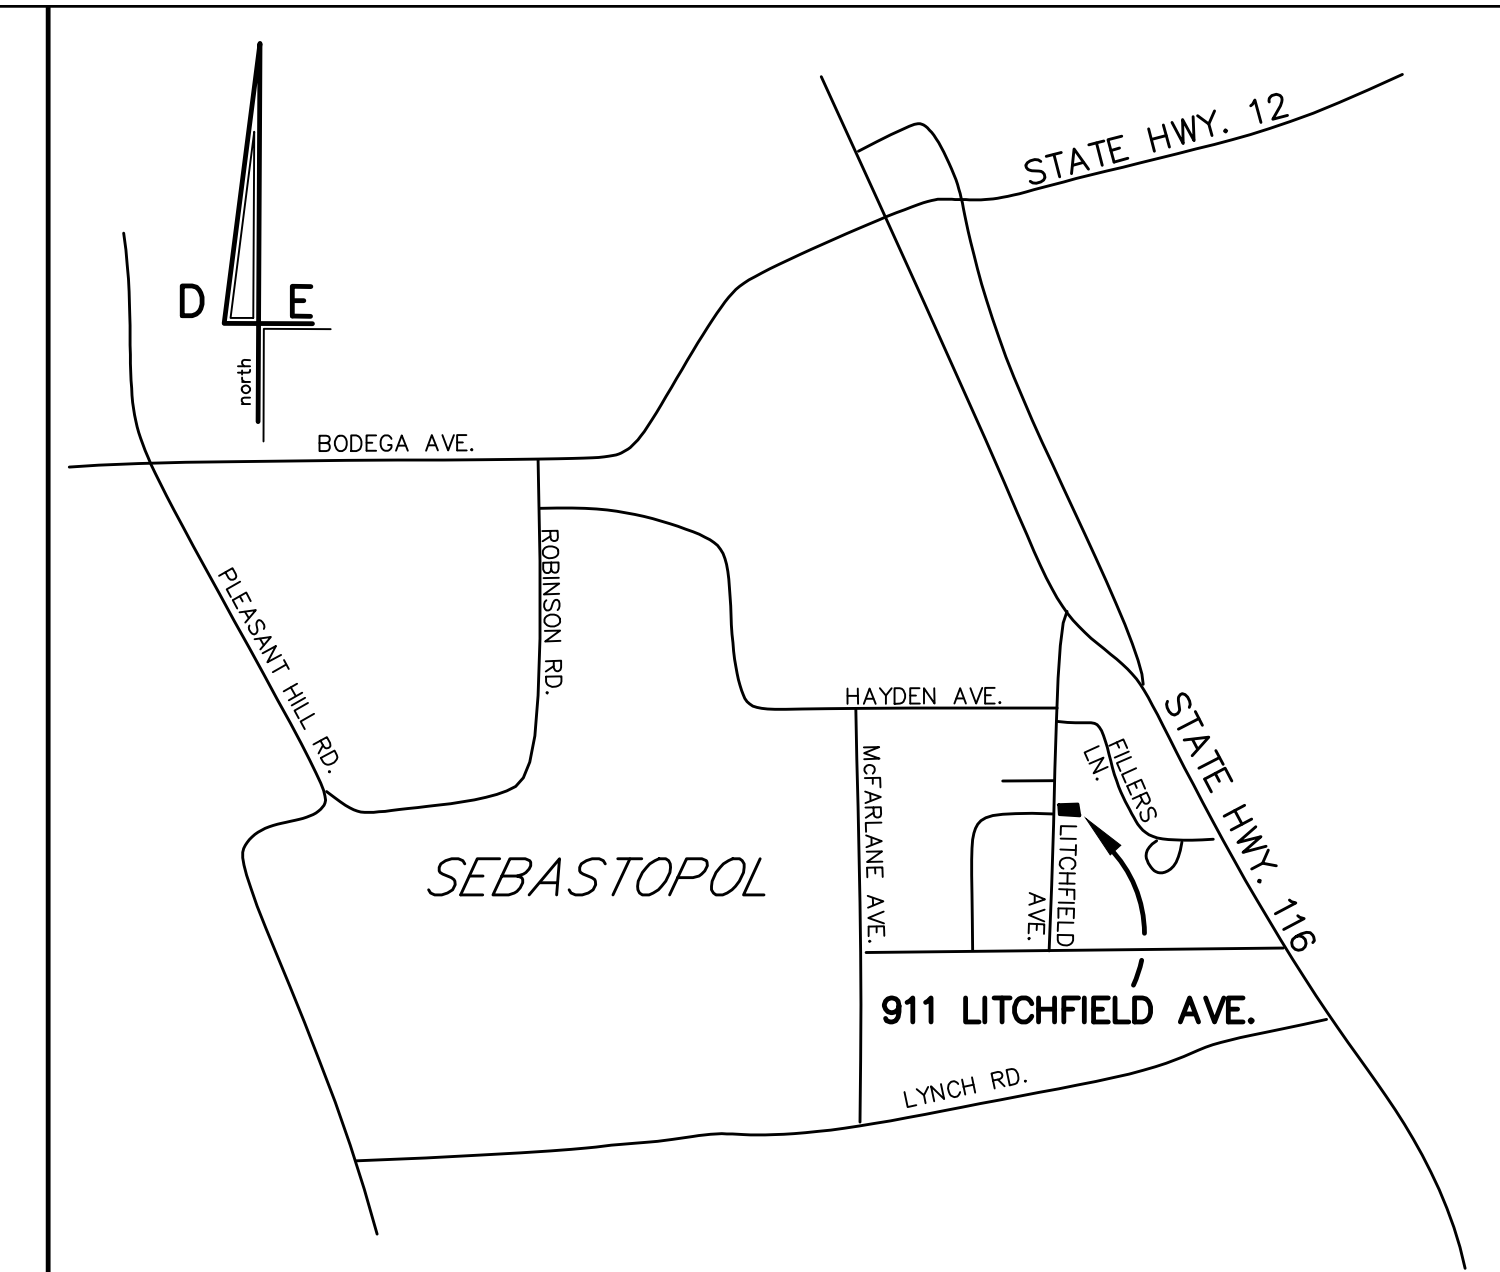 STATE HWY. 12
D E
north
BODEGA AVE.
ROBINSON RD.
PLEASANT HILL RD.
HAYDEN AVE.
STATE HWY. 116
FILLERS
LN.
McFARLANE AVE.
LITCHFIELD
AVE.
SEBASTOPOL
911 LITCHFIELD AVE.
LYNCH RD.